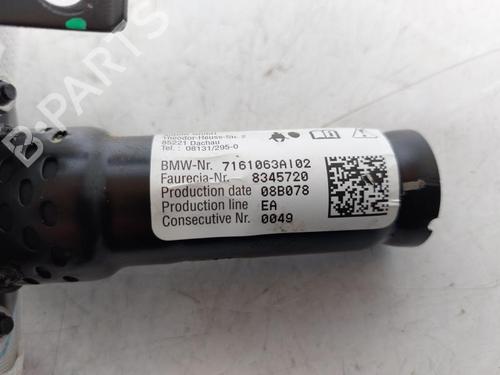 Theodor-Heuss-Str. 2
85221 Dachau
Tel.: 08131/295-0
BMW-Nr. 7161063AI02
Faurecia-Nr. 8345720
Production date 08B078
Production line EA
Consecutive Nr. 0049
B-PARTS